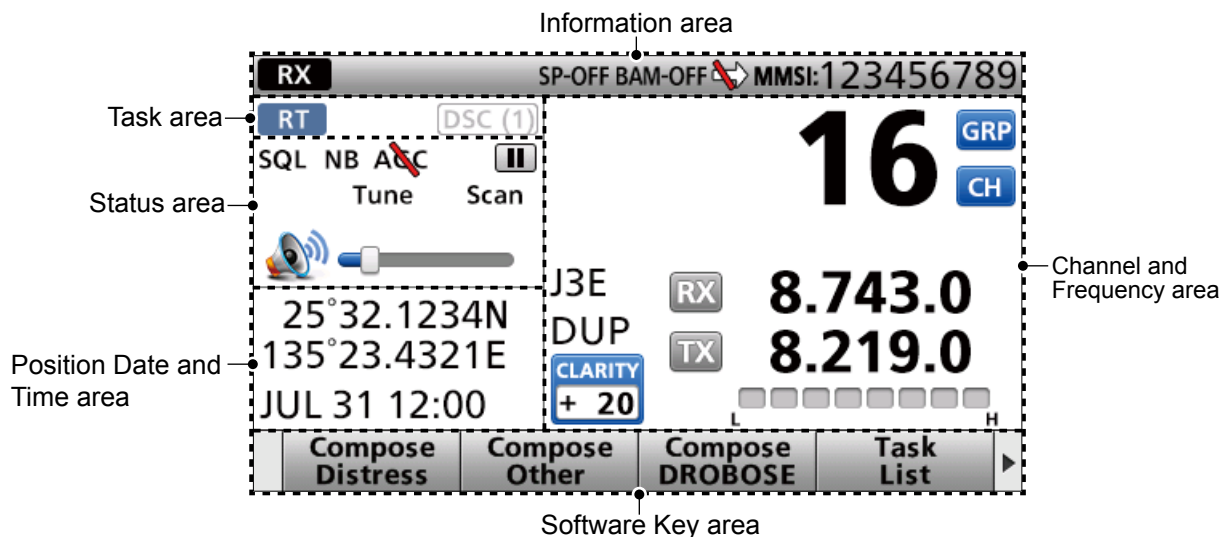 Information area
RX SP-OFF BAM-OFF MMSI:123456789
Task area
RT DSC (1)
16 GRP
CH
SQL NB AGC
Tune Scan
Status area
J3E RX 8.743.0
DUP TX 8.219.0
CLARITY
+ 20
L H
Channel and
Frequency area
25°32.1234N
135°23.4321E
JUL 31 12:00
Position Date and
Time area
Compose
Distress
Compose
Other
Compose
DROBOSE
Task
List
Software Key area